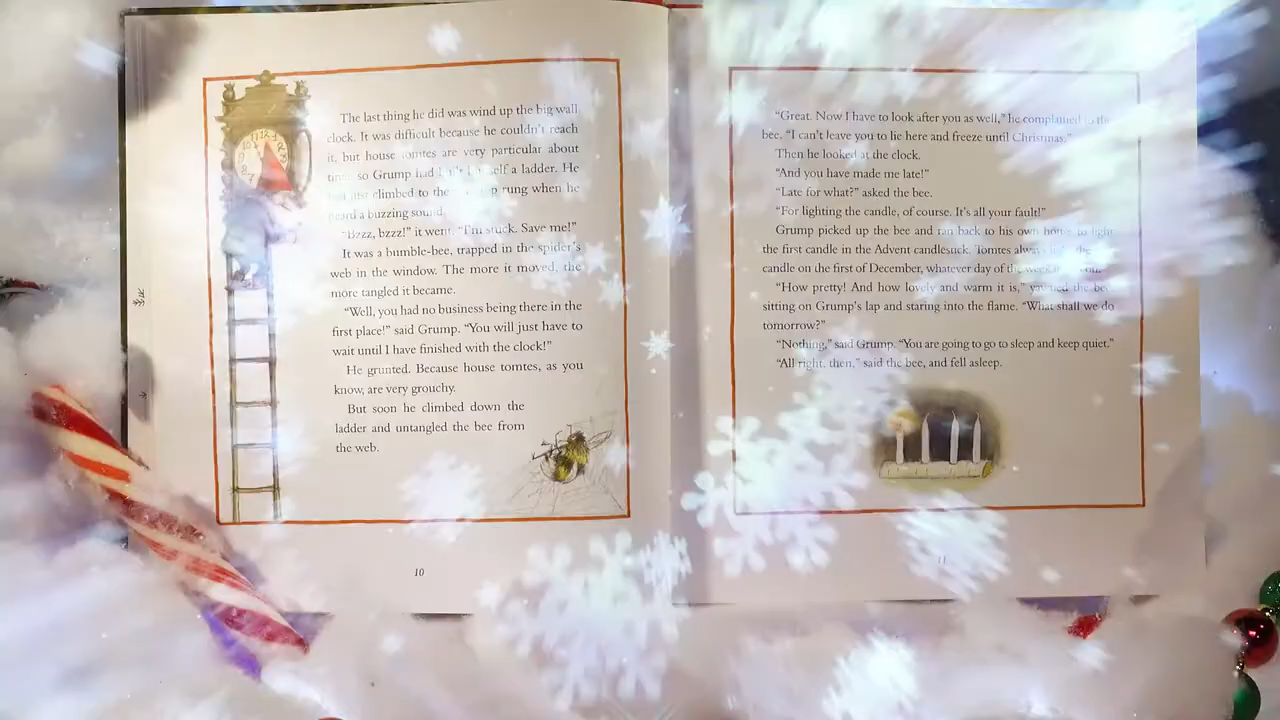 The last thing he did was wind up the big wall
clock. It was difficult because he couldn't reach
it, but house tomtes are very particular about
so Grump had a ladder. He
just climbed to the rung when he
heard a buzzing sound.
"Bzzz, bzzz!" it went. "I'm stuck. Save me!"
It was a bumble-bee, trapped in the spider's
web in the window. The more it moved, the
more tangled it became.
"Well, you had no business being there in the
first place!" said Grump. "You will just have to
wait until I have finished with the clock!"
He grunted. Because house tomtes, as you
know, are very grouchy.
But soon he climbed down the
ladder and untangled the bee from
the web.
10
"Great. Now I have to look after you as well," he complained to the
bee. "I can't leave you to lie here and freeze until Christmas."
Then he looked at the clock.
"And you have made me late!"
"Late for what?" asked the bee.
"For lighting the candle, of course. It's all your fault!"
Grump picked up the bee and ran back to his own home to light
the first candle in the Advent candlestick. Tomtes always
candle on the first of December, whatever day of the
"How pretty! And how lovely and warm it is," the bee,
sitting on Grump's lap and staring into the flame. "What shall we do
tomorrow?"
"Nothing," said Grump. "You are going to go to sleep and keep quiet."
"All right, then," said the bee, and fell asleep.
11